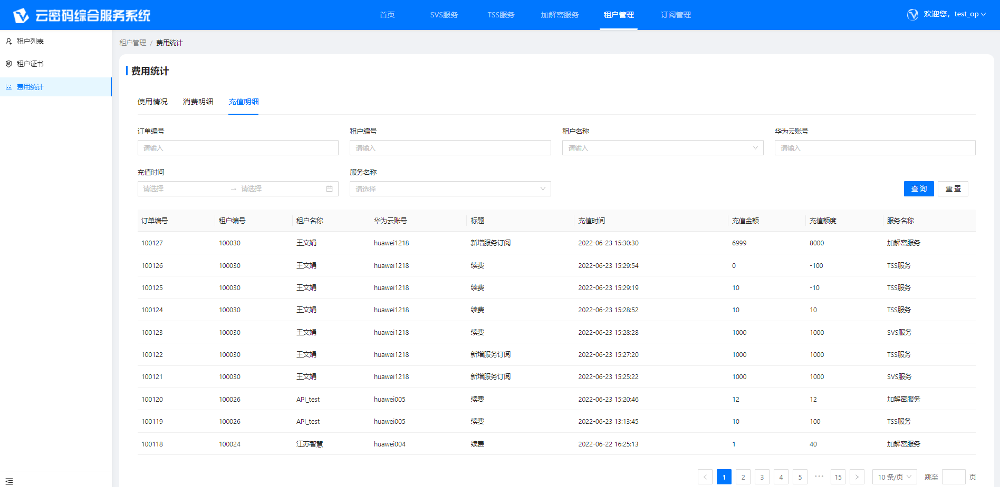 云密码综合服务系统 首页 SVS服务 TSS服务 加解密服务 租户管理 订阅管理 欢迎您，test_op
租户列表
租户证书
费用统计
租户管理 / 费用统计
费用统计
使用情况 消费明细 充值明细
订单编号 租户编号 租户名称 华为云账号
请输入 请输入 请输入 请输入
充值时间 服务名称
请选择 → 请选择 请选择 查询 重置
订单编号 租户编号 租户名称 华为云账号 标题 充值时间 充值金额 充值额度 服务名称
100127 100030 王文娟 huawei1218 新增服务订阅 2022-06-23 15:30:30 6999 8000 加解密服务
100126 100030 王文娟 huawei1218 续费 2022-06-23 15:29:54 0 -100 TSS服务
100125 100030 王文娟 huawei1218 续费 2022-06-23 15:29:19 10 -10 TSS服务
100124 100030 王文娟 huawei1218 续费 2022-06-23 15:28:52 10 10 TSS服务
100123 100030 王文娟 huawei1218 续费 2022-06-23 15:28:28 1000 1000 SVS服务
100122 100030 王文娟 huawei1218 新增服务订阅 2022-06-23 15:27:20 1000 1000 TSS服务
100121 100030 王文娟 huawei1218 新增服务订阅 2022-06-23 15:25:22 1000 1000 SVS服务
100120 100026 API_test huawei005 续费 2022-06-23 15:20:46 12 12 加解密服务
100119 100026 API_test huawei005 续费 2022-06-23 13:13:45 10 100 TSS服务
100118 100024 江苏智慧 huawei004 续费 2022-06-22 16:25:13 1 40 加解密服务
< 1 2 3 4 5 ··· 15 > 10 条/页 跳至 页